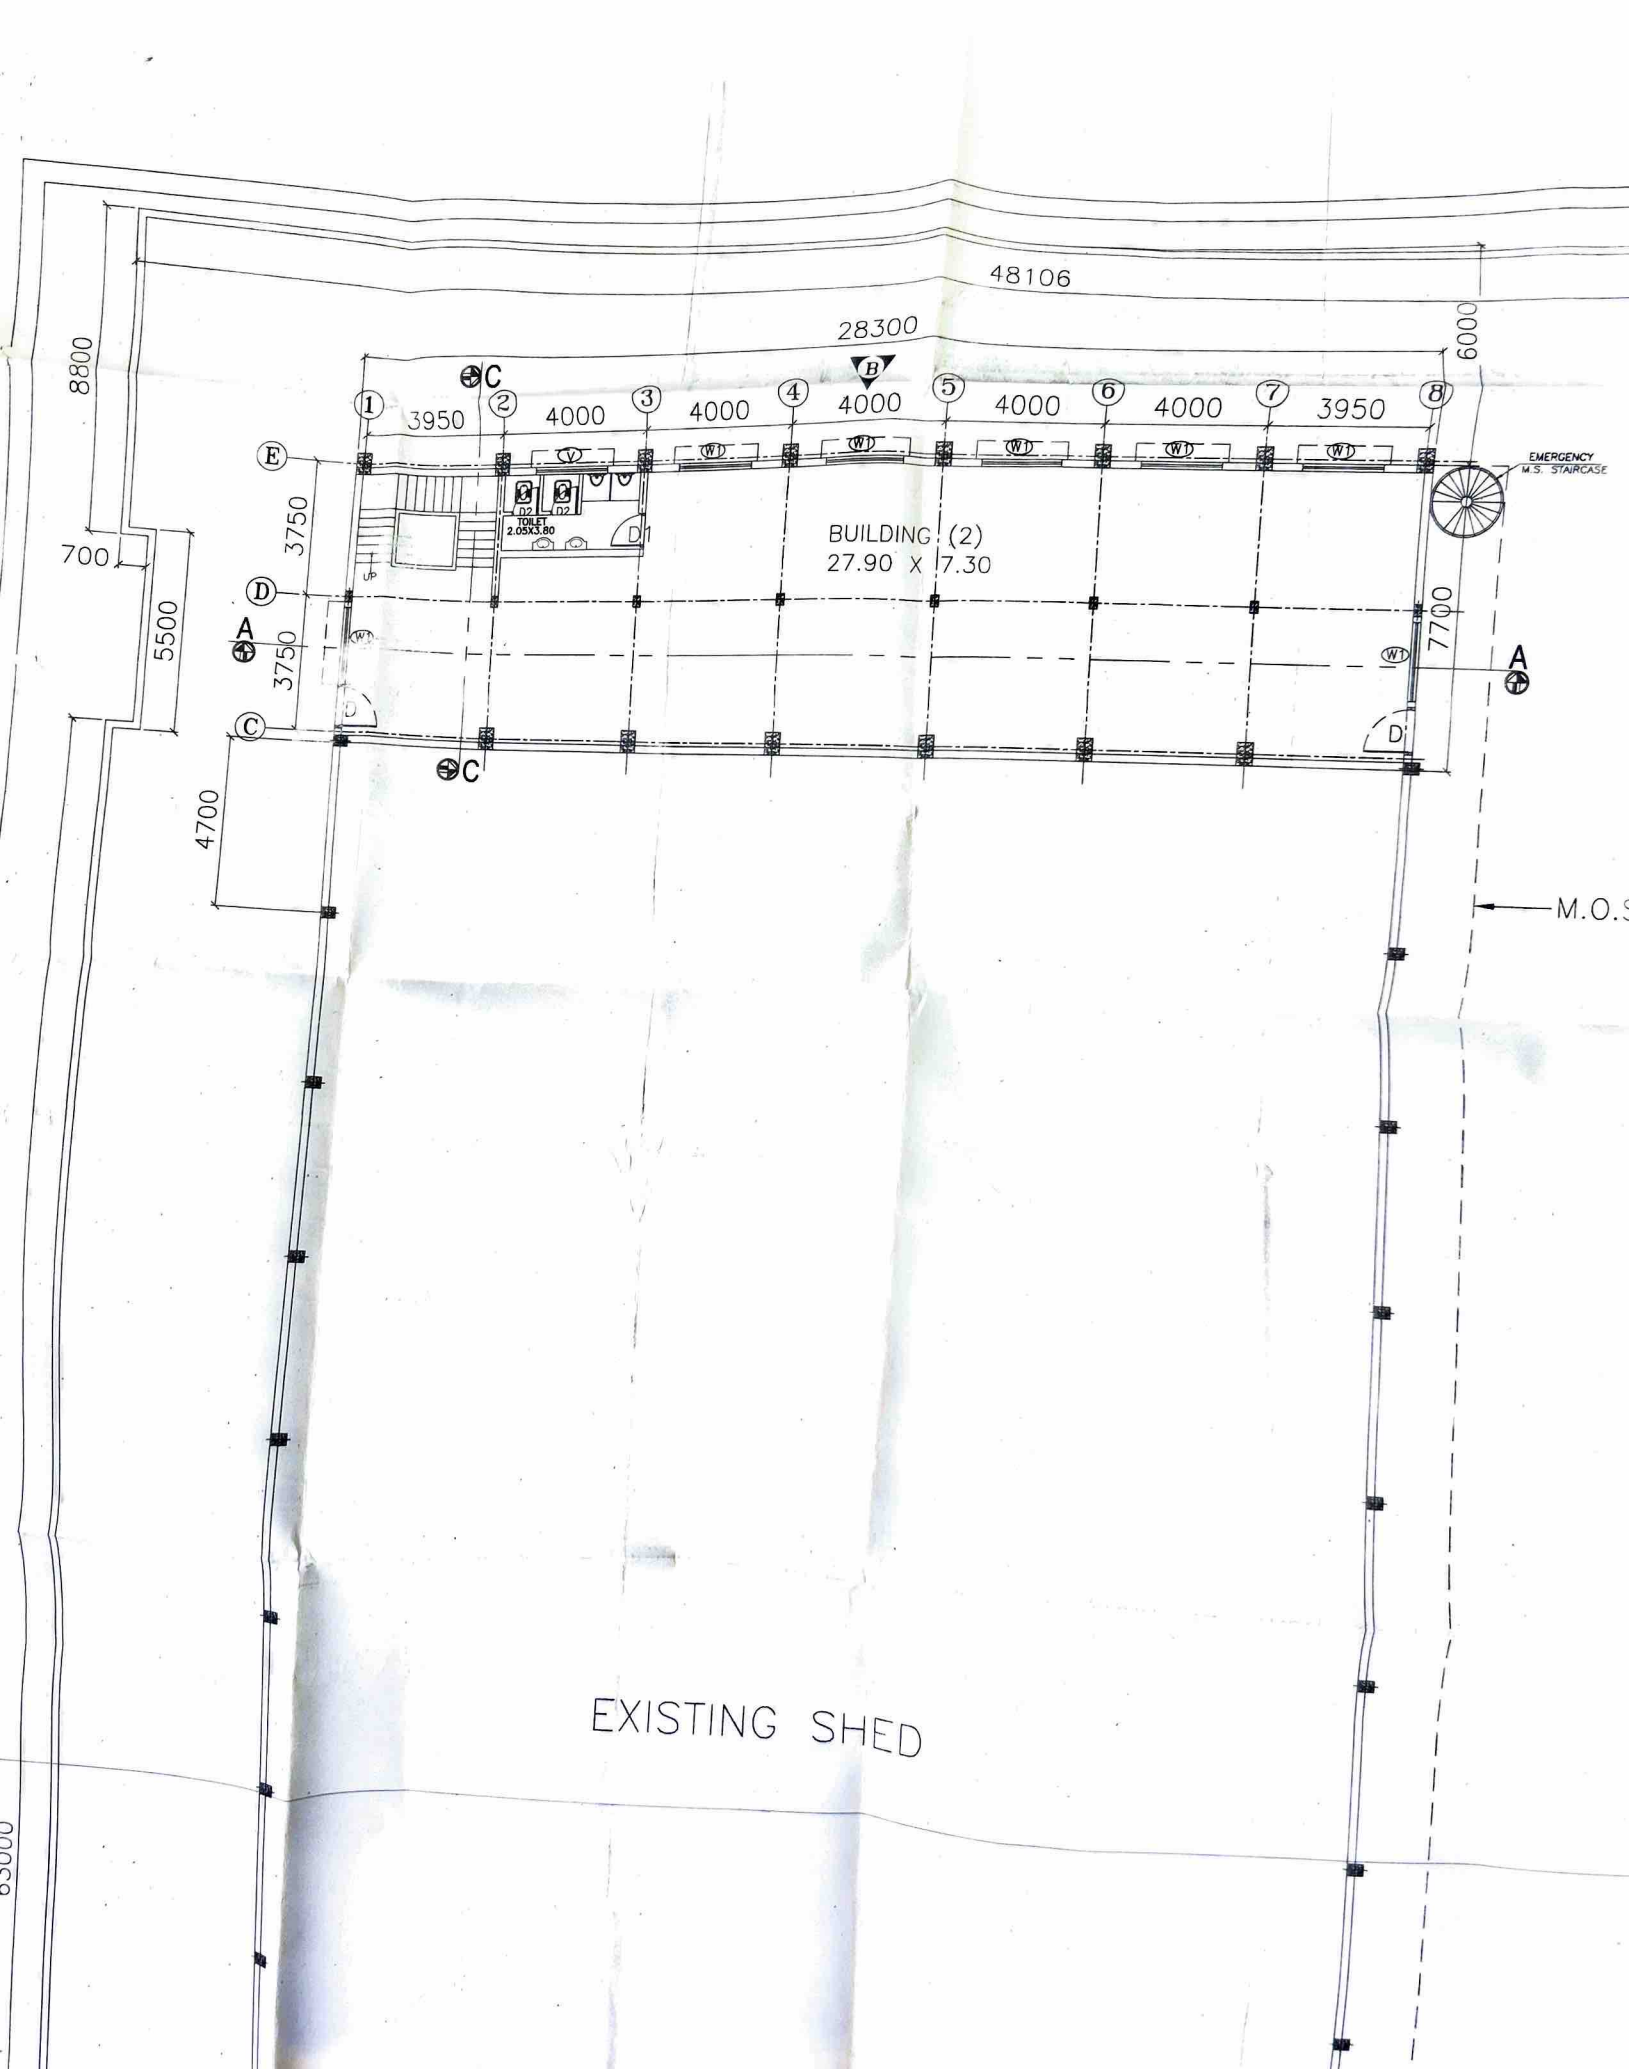 48106
28300
6000
8800
B
C
1
2
3
4
5
6
7
8
3950
4000
4000
4000
4000
4000
3950
E
V
W1
W1
W1
W1
W1
EMERGENCY
M.S. STAIRCASE
3750
D2
D2
TOILET
2.05X3.80
D1
BUILDING (2)
27.90 X 7.30
700
UP
D
5500
A
3750
W1
7700
W1
A
D
C
D
C
4700
M.O.S
EXISTING SHED
63000